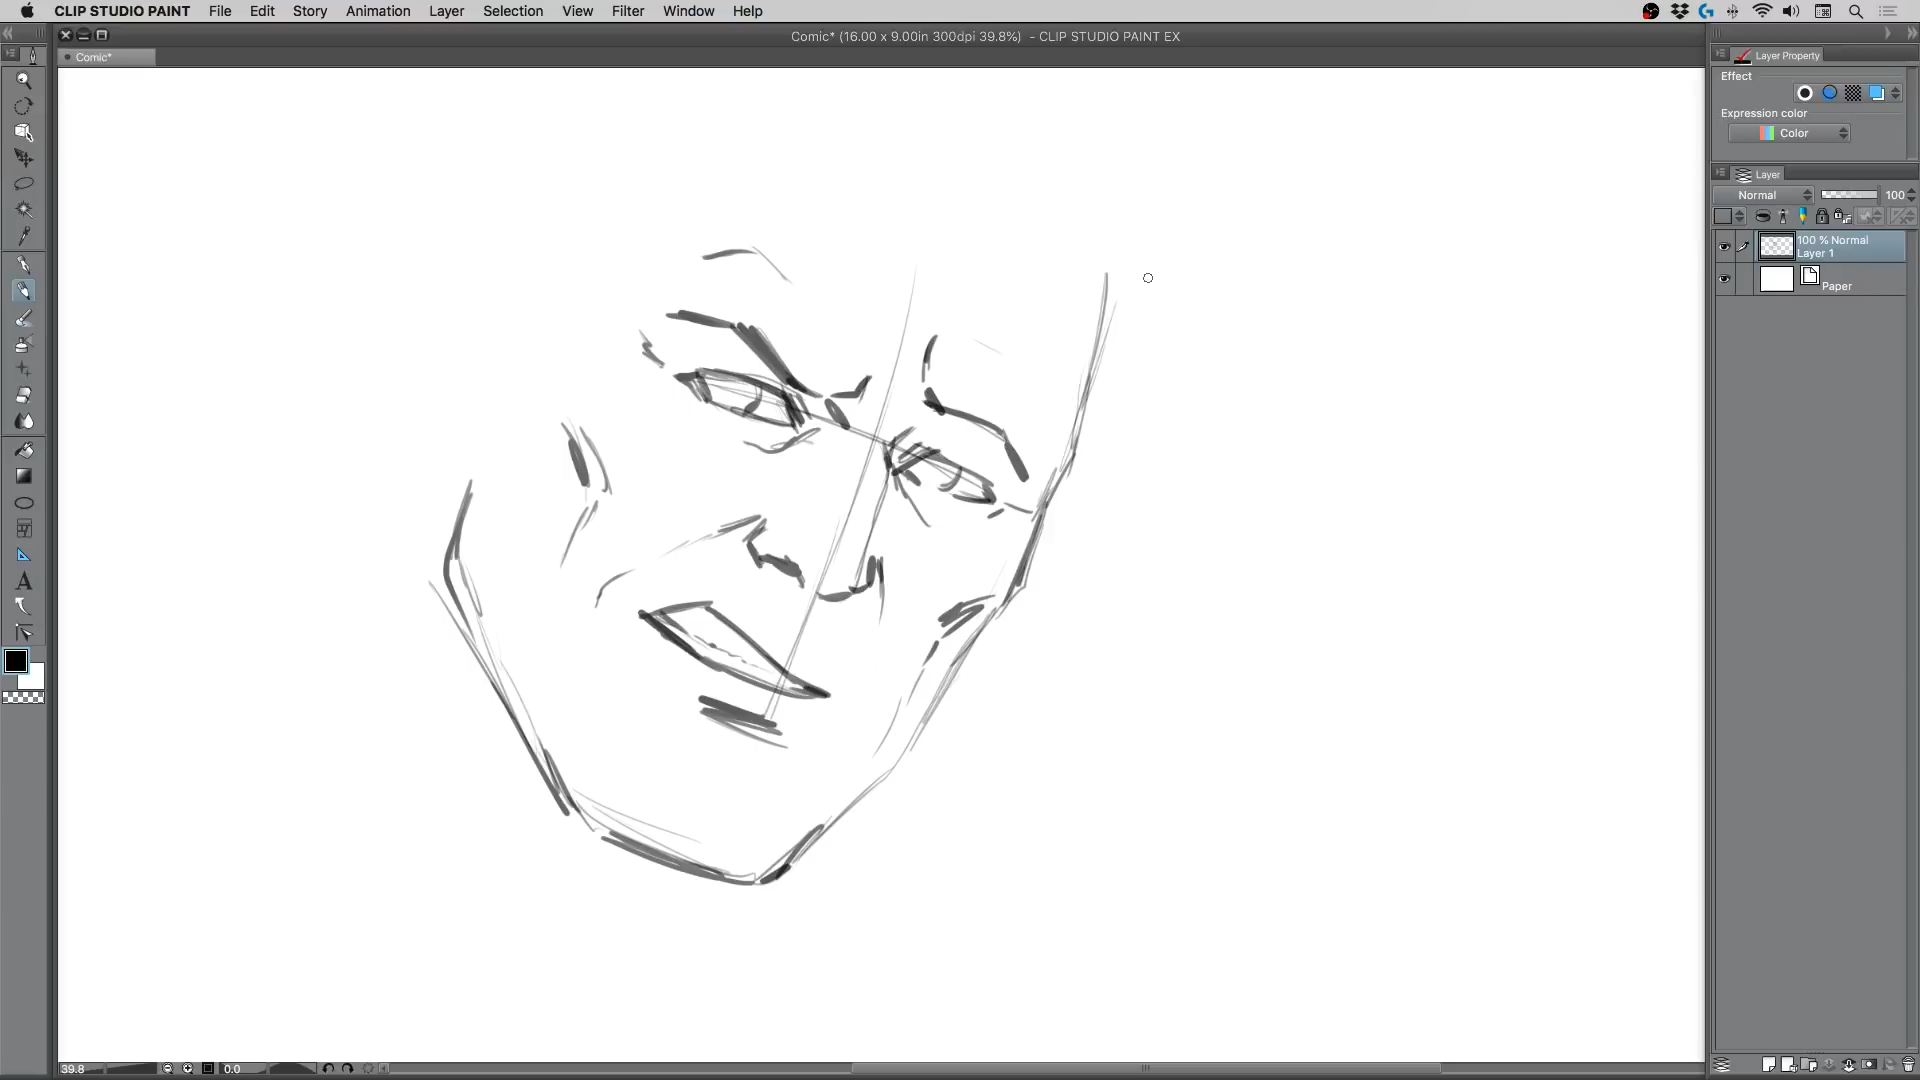 CLIP STUDIO PAINT File Edit Story Animation Layer Selection View Filter Window Help
Comic* (16.00 x 9.00in 300dpi 39.8%) - CLIP STUDIO PAINT EX
Comic*
Layer Property
Effect
Expression color
Color
Layer
Normal 100
100 % Normal
Layer 1
Paper
A
39.8 0.0